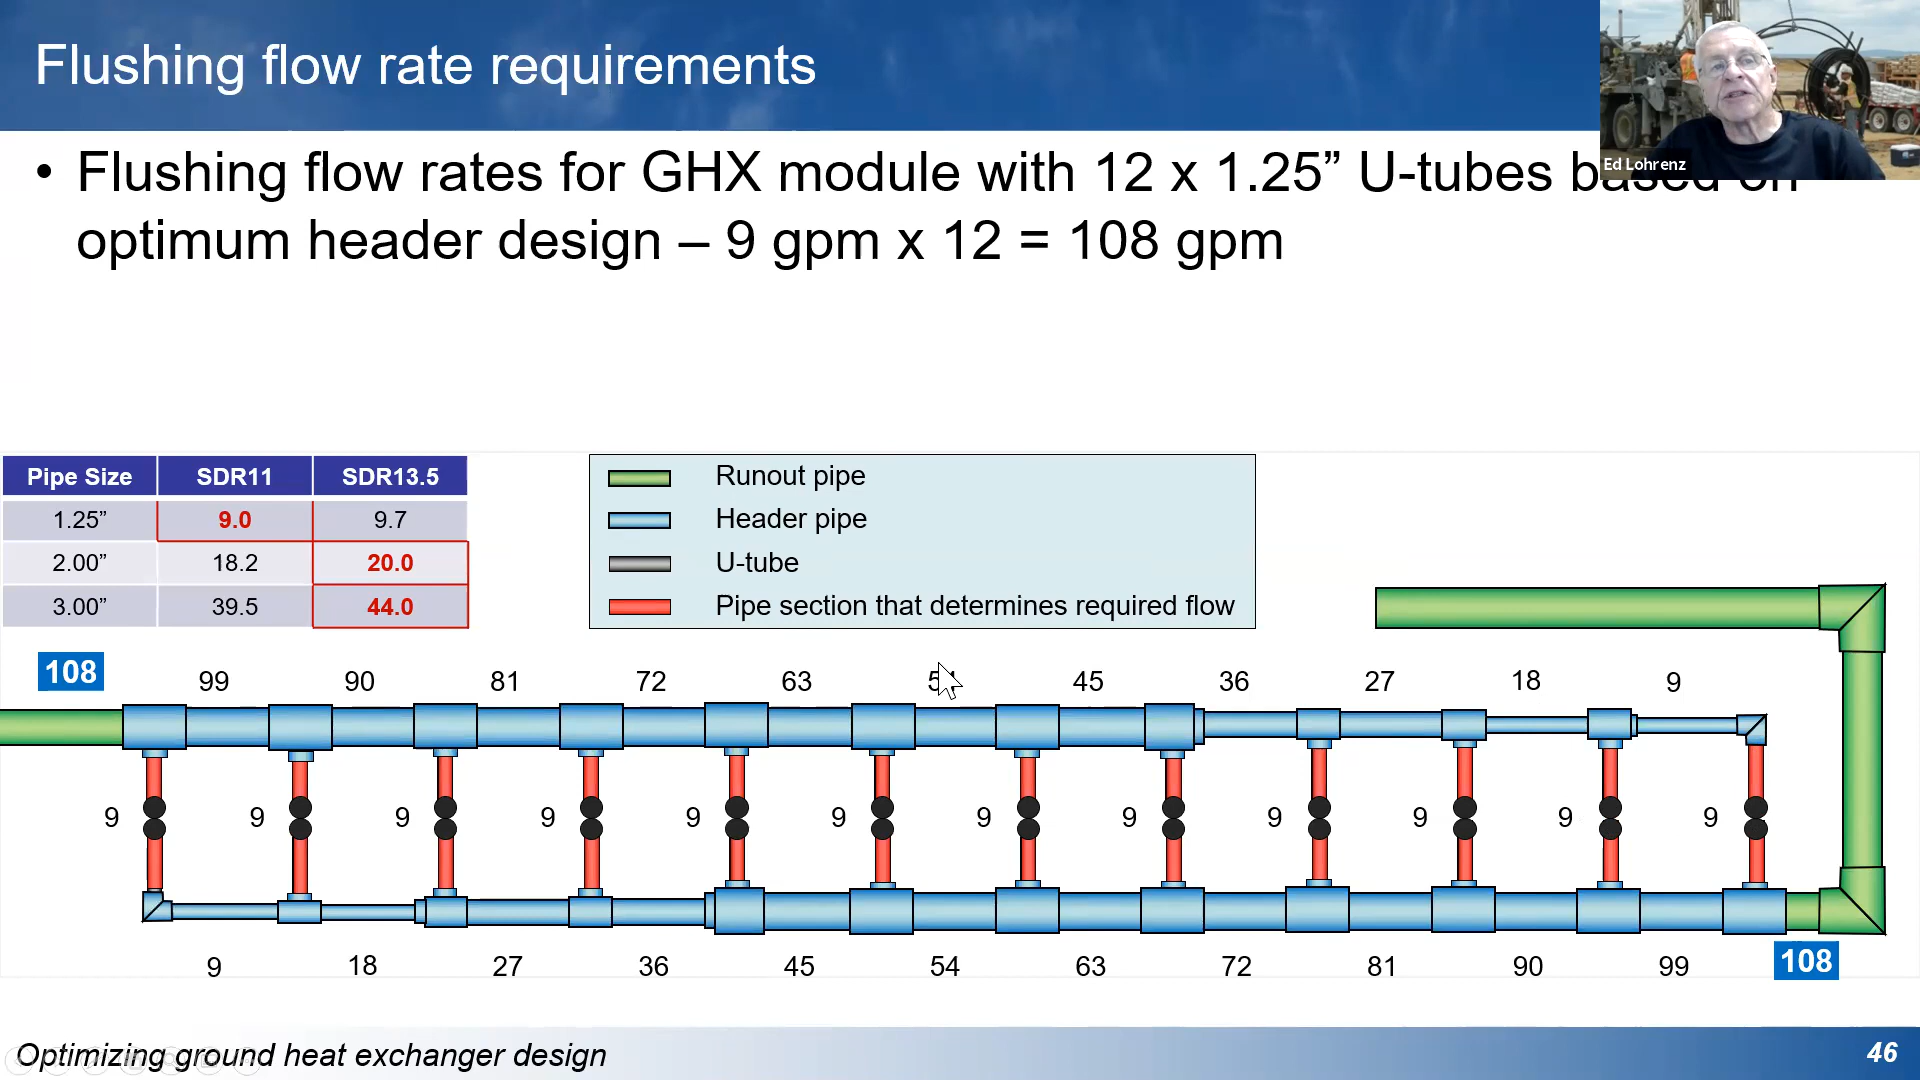 Flushing flow rate requirements
Ed Lohrenz
• Flushing flow rates for GHX module with 12 x 1.25” U-tubes based on
optimum header design – 9 gpm x 12 = 108 gpm
Pipe Size SDR11 SDR13.5
1.25” 9.0 9.7
2.00” 18.2 20.0
3.00” 39.5 44.0
Runout pipe
Header pipe
U-tube
Pipe section that determines required flow
108 99 90 81 72 63 45 36 27 18 9
9 9 9 9 9 9 9 9 9 9 9 9
9 18 27 36 45 54 63 72 81 90 99 108
Optimizing ground heat exchanger design
46